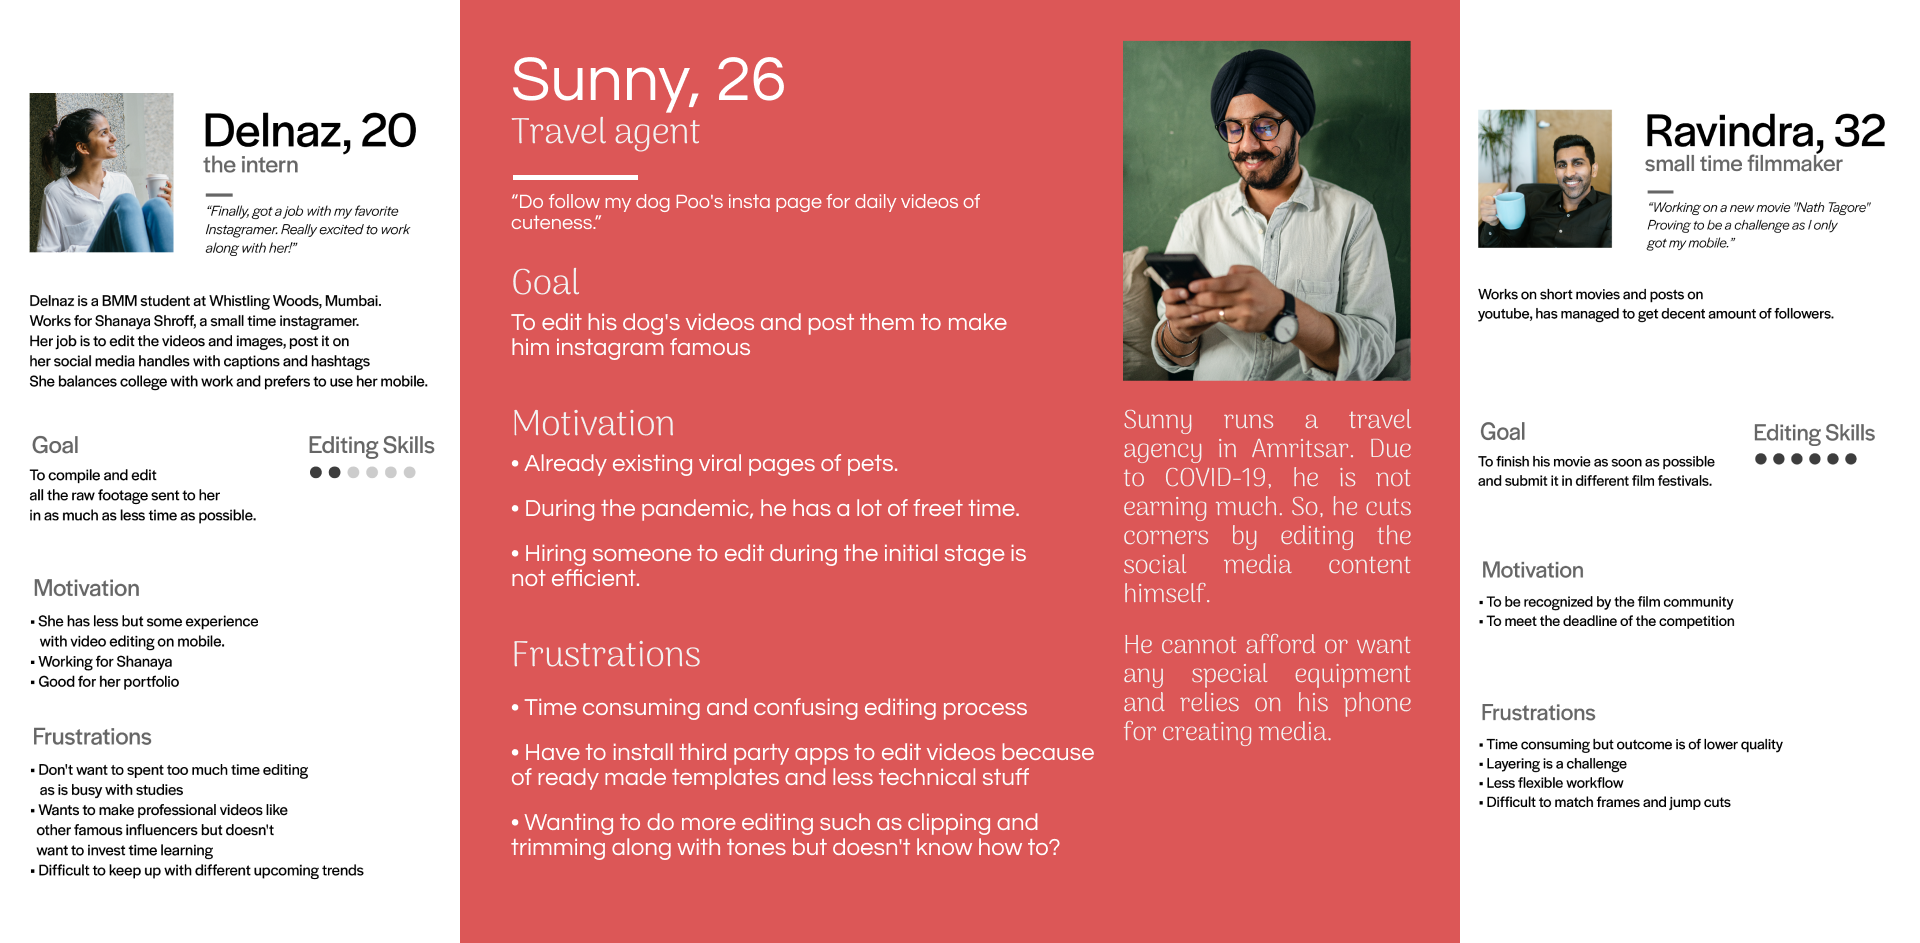 Delnaz, 20
the intern
“Finally, got a job with my favorite
Instagramer. Really excited to work
along with her!”
Delnaz is a BMM student at Whistling Woods, Mumbai.
Works for Shanaya Shroff, a small time instagramer.
Her job is to edit the videos and images, post it on
her social media handles with captions and hashtags
She balances college with work and prefers to use her mobile.
Goal
To compile and edit
all the raw footage sent to her
in as much as less time as possible.
Editing Skills
Motivation
▪ She has less but some experience
with video editing on mobile.
▪ Working for Shanaya
▪ Good for her portfolio
Frustrations
▪ Don't want to spent too much time editing
as is busy with studies
▪ Wants to make professional videos like
other famous influencers but doesn't
want to invest time learning
▪ Difficult to keep up with different upcoming trends
Sunny, 26
Travel agent
“Do follow my dog Poo's insta page for daily videos of
cuteness.”
Goal
To edit his dog's videos and post them to make
him instagram famous
Motivation
• Already existing viral pages of pets.
• During the pandemic, he has a lot of freet time.
• Hiring someone to edit during the initial stage is
not efficient.
Frustrations
• Time consuming and confusing editing process
• Have to install third party apps to edit videos because
of ready made templates and less technical stuff
• Wanting to do more editing such as clipping and
trimming along with tones but doesn't know how to?
Sunny runs a travel
agency in Amritsar. Due
to COVID-19, he is not
earning much. So, he cuts
corners by editing the
social media content
himself.
He cannot afford or want
any special equipment
and relies on his phone
for creating media.
Ravindra, 32
small time filmmaker
“Working on a new movie "Nath Tagore"
Proving to be a challenge as I only
got my mobile.”
Works on short movies and posts on
youtube, has managed to get decent amount of followers.
Goal
To finish his movie as soon as possible
and submit it in different film festivals.
Editing Skills
Motivation
▪ To be recognized by the film community
▪ To meet the deadline of the competition
Frustrations
▪ Time consuming but outcome is of lower quality
▪ Layering is a challenge
▪ Less flexible workflow
▪ Difficult to match frames and jump cuts